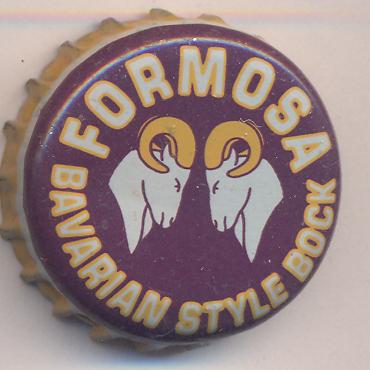 FORMOSA
BAVARIAN STYLE BOCK